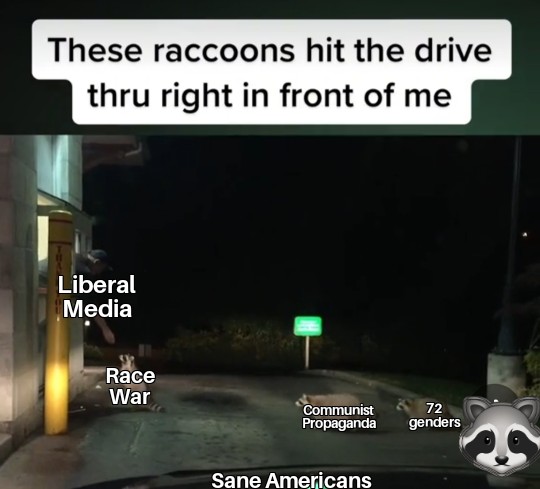 These raccoons hit the drive
thru right in front of me
Liberal
Media
Race
War
Communist
Propaganda
72
genders
Sane Americans